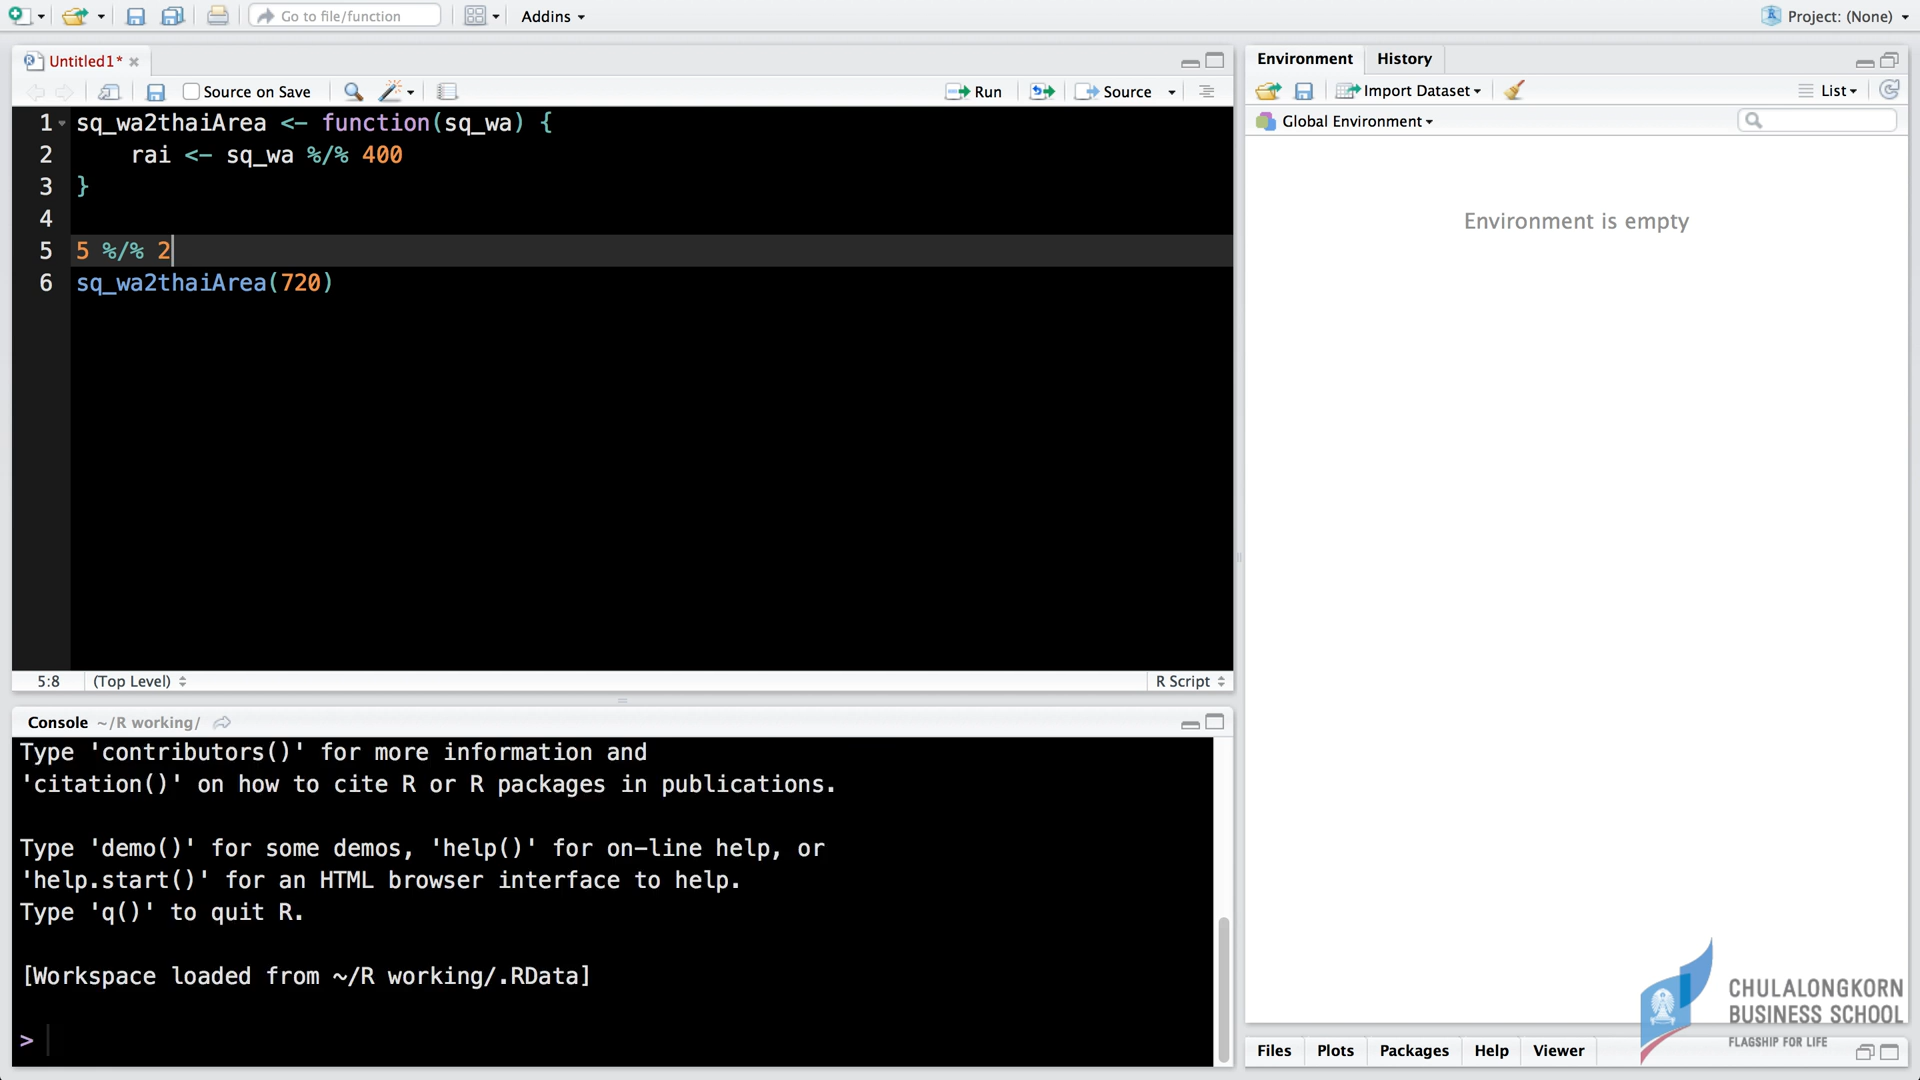 Go to file/function
Addins
Project: (None)
Untitled1*
Source on Save
Run
Source
1 sq_wa2thaiArea <- function(sq_wa) {
2 rai <- sq_wa %/% 400
3 }
4
5 5 %/% 2
6 sq_wa2thaiArea(720)
5:8 (Top Level)
R Script
Console ~/R working/
Type 'contributors()' for more information and
'citation()' on how to cite R or R packages in publications.
Type 'demo()' for some demos, 'help()' for on-line help, or
'help.start()' for an HTML browser interface to help.
Type 'q()' to quit R.
[Workspace loaded from ~/R working/.RData]
>
Environment History
Import Dataset
List
Global Environment
Environment is empty
Files Plots Packages Help Viewer
CHULALONGKORN
BUSINESS SCHOOL
FLAGSHIP FOR LIFE